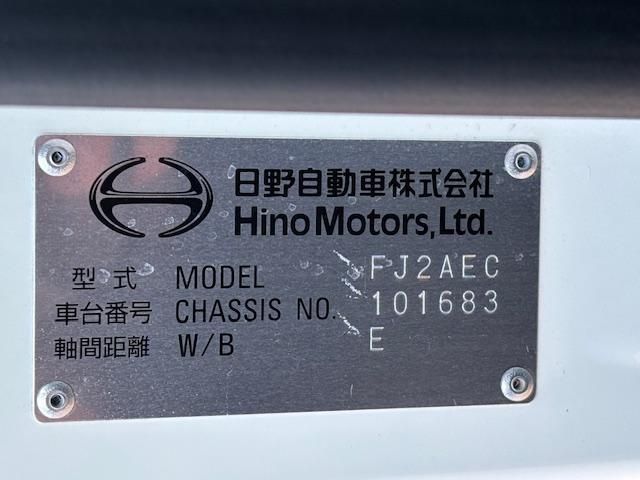 日野自動車株式会社
Hino Motors, Ltd.
型式 MODEL FJ2AEC
車台番号 CHASSIS NO. 101683
軸間距離 W/B E